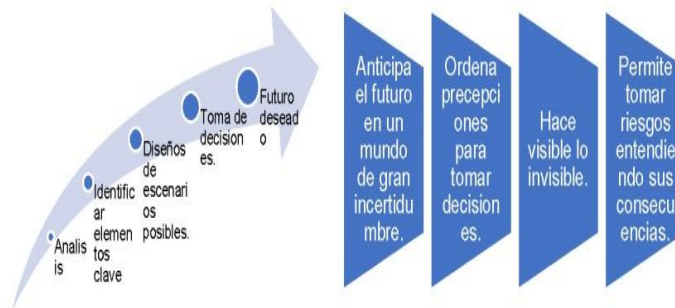 Analis
is
Identific
ar
elemen
tos
clave
Diseños
de
escenari
os
posibles.
Toma de
decision
es.
Futuro
desead
o
Anticipa
el futuro
en un
mundo
de gran
incertidu
mbre.
Ordena
precepci
ones
para
tomar
decision
es.
Hace
visible lo
invisible.
Permite
tomar
riesgos
entendie
ndo sus
consecu
encias.